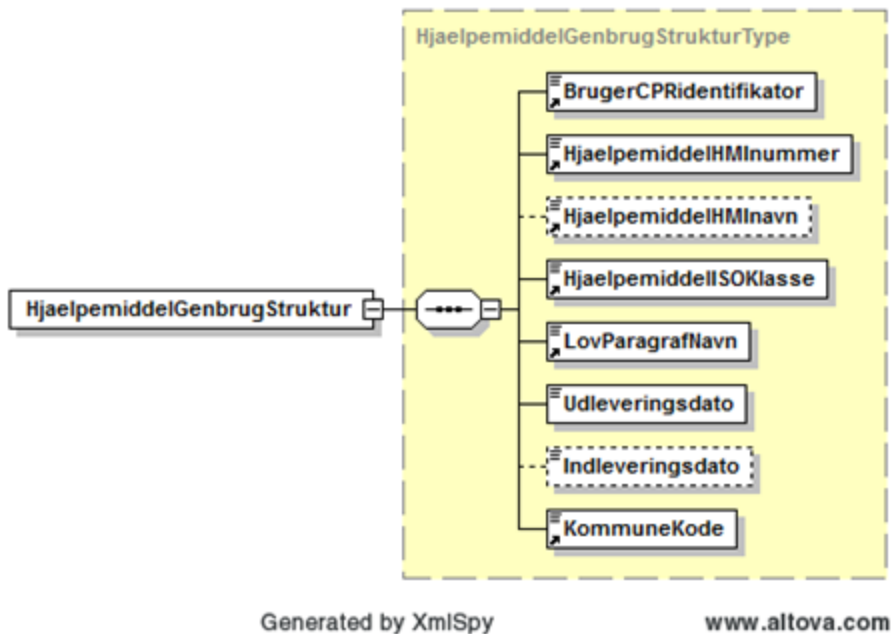 HjaelpemiddelGenbrugStrukturType
BrugerCPRidentifikator
HjaelpemiddelHMInummer
HjaelpemiddelHMInavn
HjaelpemiddelISOKlasse
HjaelpemiddelGenbrugStruktur
LovParagrafNavn
Udleveringsdato
Indleveringsdato
KommuneKode
Generated by XmlSpy www.altova.com